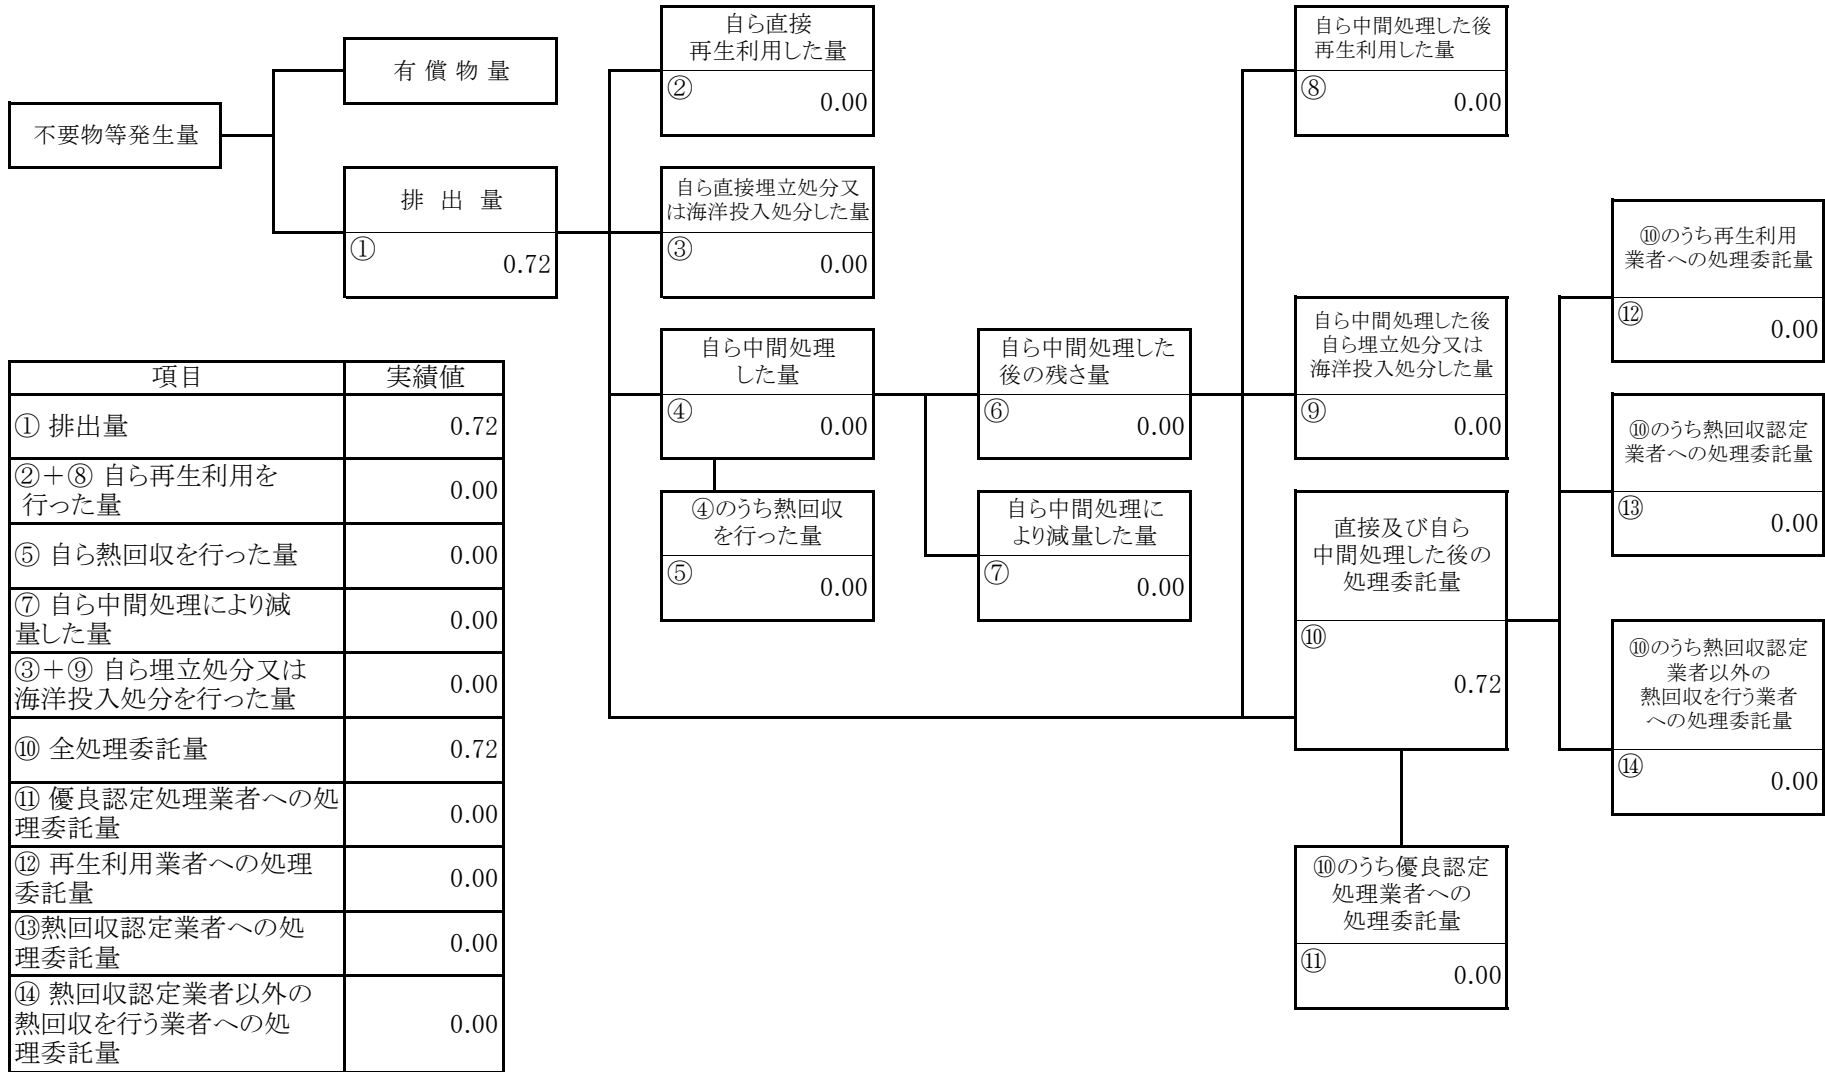 不要物等発生量
有 償 物 量
排 出 量
①
0.72
自ら直接
再生利用した量
②
0.00
自ら直接埋立処分又
は海洋投入処分した量
③
0.00
自ら中間処理
した量
④
0.00
④のうち熱回収
を行った量
⑤
0.00
自ら中間処理した
後の残さ量
⑥
0.00
自ら中間処理に
より減量した量
⑦
0.00
自ら中間処理した後
再生利用した量
⑧
0.00
自ら中間処理した後
自ら埋立処分又は
海洋投入処分した量
⑨
0.00
直接及び自ら
中間処理した後の
処理委託量
⑩
0.72
⑩のうち優良認定
処理業者への
処理委託量
⑪
0.00
⑩のうち再生利用
業者への処理委託量
⑫
0.00
⑩のうち熱回収認定
業者への処理委託量
⑬
0.00
⑩のうち熱回収認定
業者以外の
熱回収を行う業者
への処理委託量
⑭
0.00
項目 実績値
① 排出量 0.72
②＋⑧ 自ら再生利用を
行った量 0.00
⑤ 自ら熱回収を行った量 0.00
⑦ 自ら中間処理により減
量した量 0.00
③＋⑨ 自ら埋立処分又は
海洋投入処分を行った量 0.00
⑩ 全処理委託量 0.72
⑪ 優良認定処理業者への処
理委託量 0.00
⑫ 再生利用業者への処理
委託量 0.00
⑬熱回収認定業者への処
理委託量 0.00
⑭ 熱回収認定業者以外の
熱回収を行う業者への処
理委託量 0.00